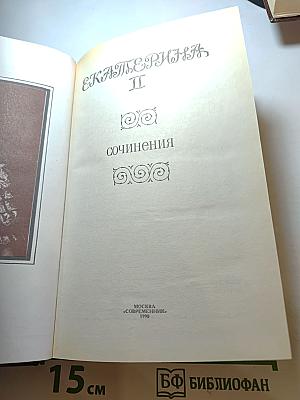 ЕКАТЕРИНА
II
СОЧИНЕНИЯ
МОСКВА
«СОВРЕМЕННИК»
1990
15 см
БФ БИБЛИОФАН